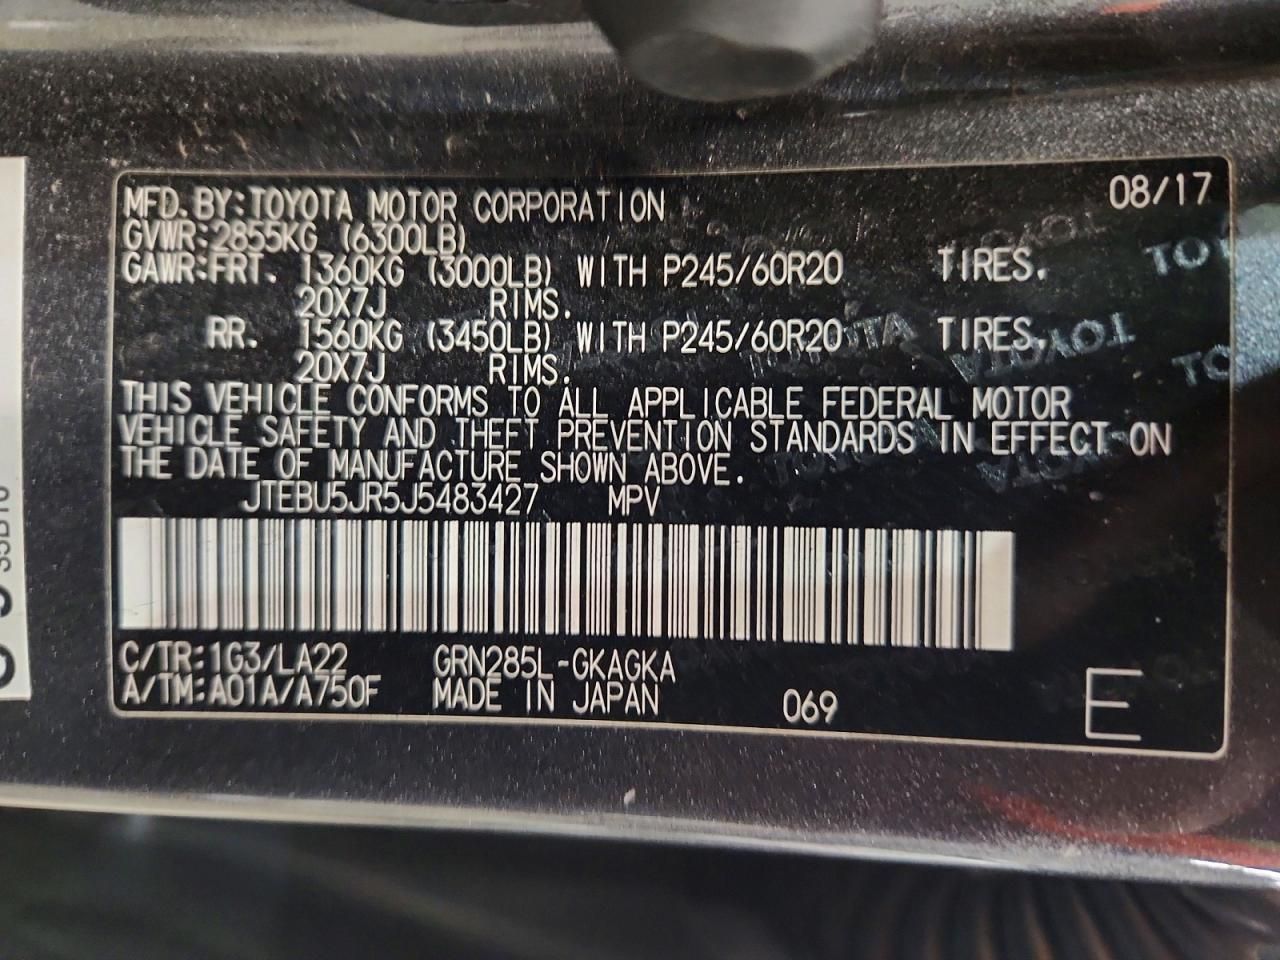 MFD. BY: TOYOTA MOTOR CORPORATION 08/17
GVWR: 2855KG (6300LB)
GAWR: FRT. 1360KG (3000LB) WITH P245/60R20 TIRES.
20X7J RIMS.
RR. 1560KG (3450LB) WITH P245/60R20 TIRES.
20X7J RIMS.
THIS VEHICLE CONFORMS TO ALL APPLICABLE FEDERAL MOTOR
VEHICLE SAFETY AND THEFT PREVENTION STANDARDS IN EFFECT ON
THE DATE OF MANUFACTURE SHOWN ABOVE.
JTEBU5JR5J5483427 MPV
C/TR: 1G3/LA22 GRN285L-GKAGKA
A/TM: A01A/A750F MADE IN JAPAN 069 E